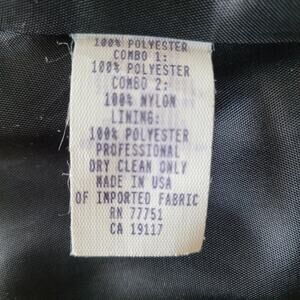 100% POLYESTER
COMBO 1:
100% POLYESTER
COMBO 2:
100% NYLON
LINING:
100% POLYESTER
PROFESSIONAL
DRY CLEAN ONLY
MADE IN USA
OF IMPORTED FABRIC
RN 77751
CA 19117